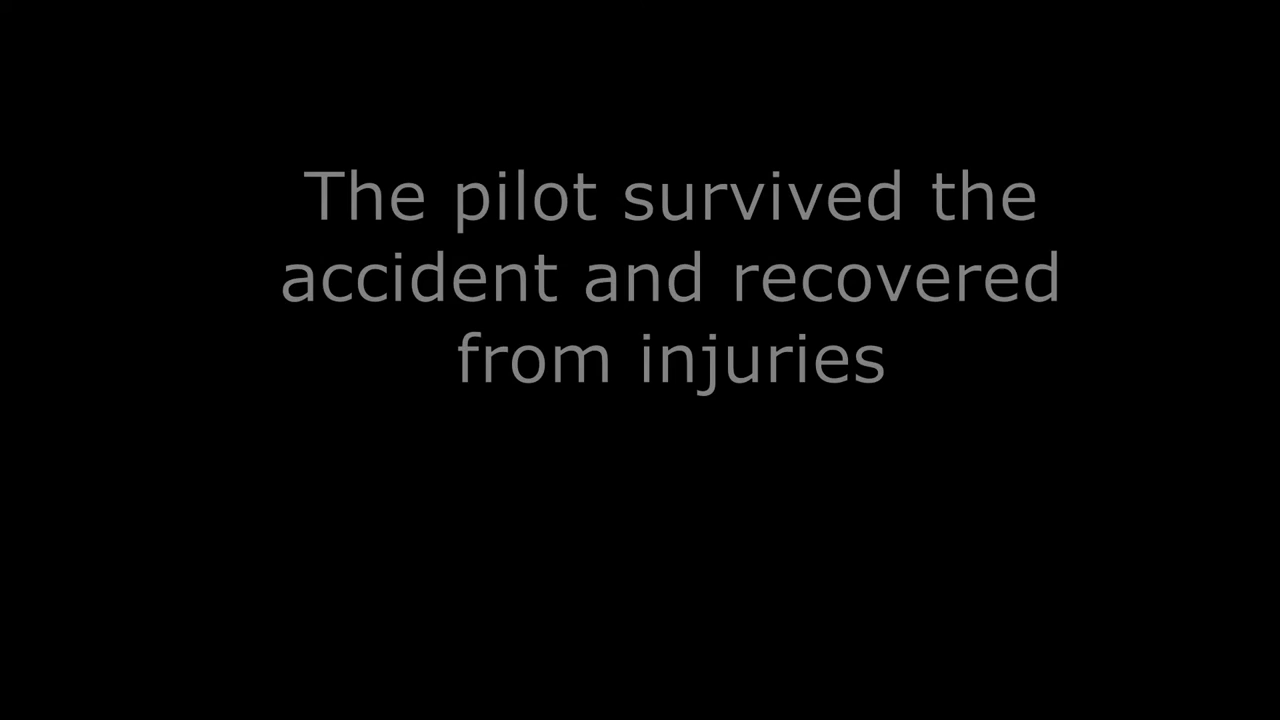 The pilot survived the
accident and recovered
from injuries